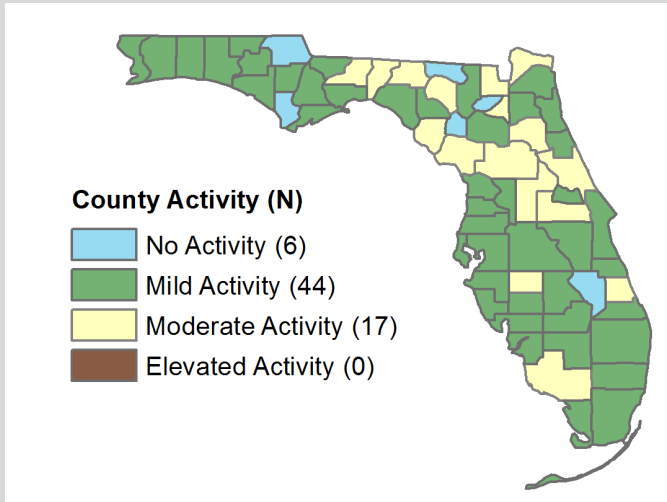 County Activity (N)
No Activity (6)
Mild Activity (44)
Moderate Activity (17)
Elevated Activity (0)